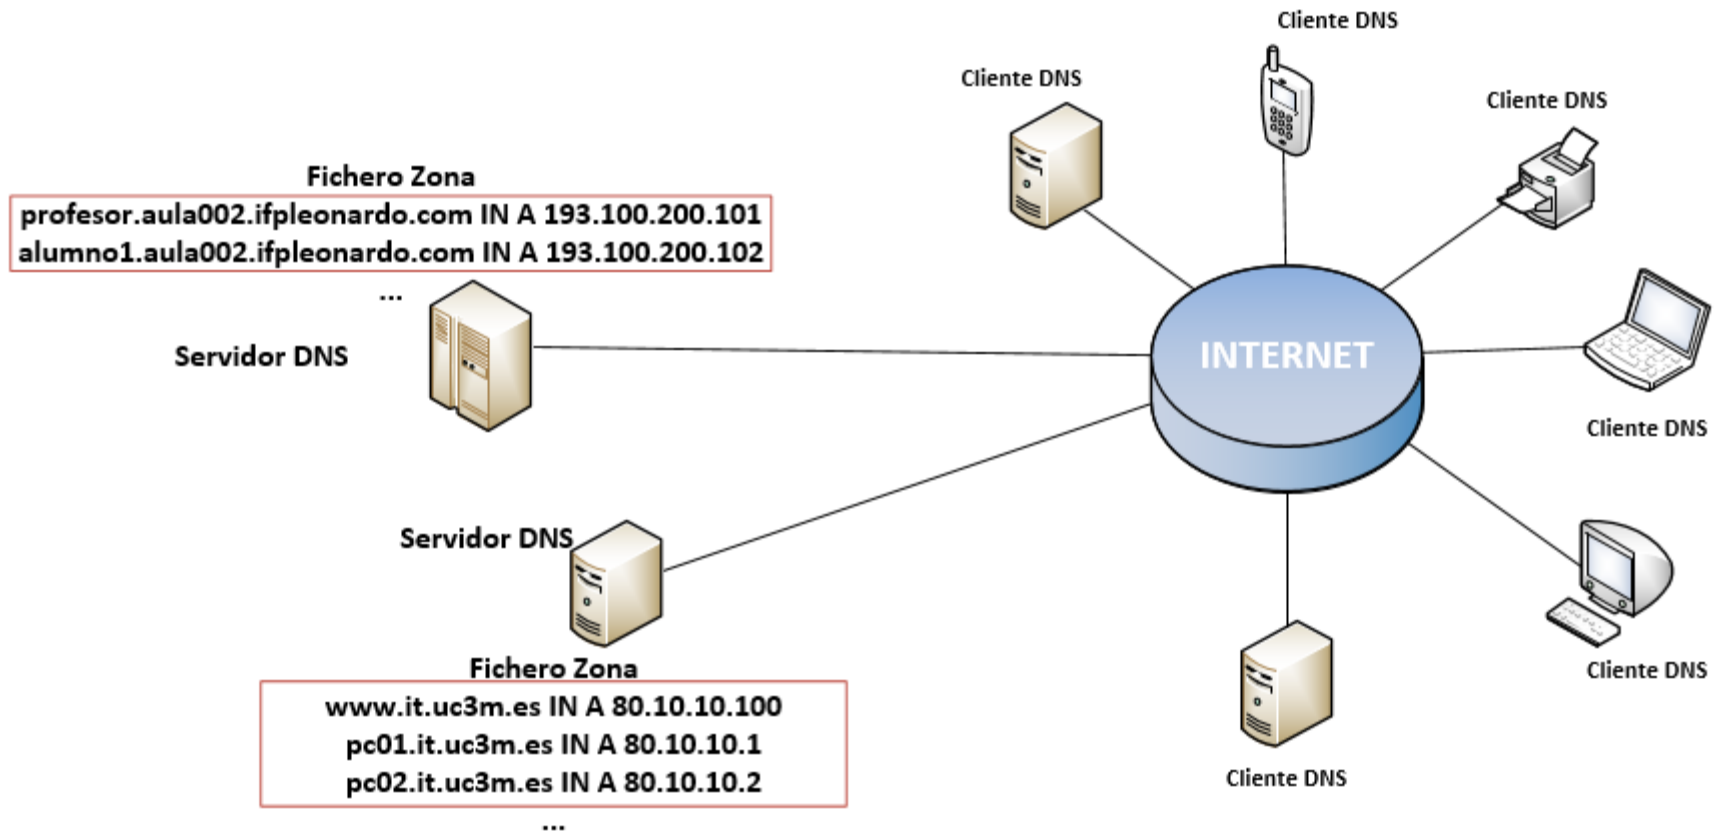 Cliente DNS
Cliente DNS
Cliente DNS
Fichero Zona
profesor.aula002.ifpleonardo.com IN A 193.100.200.101
alumno1.aula002.ifpleonardo.com IN A 193.100.200.102
...
Servidor DNS
INTERNET
Cliente DNS
Servidor DNS
Fichero Zona
www.it.uc3m.es IN A 80.10.10.100
pc01.it.uc3m.es IN A 80.10.10.1
pc02.it.uc3m.es IN A 80.10.10.2
...
Cliente DNS
Cliente DNS